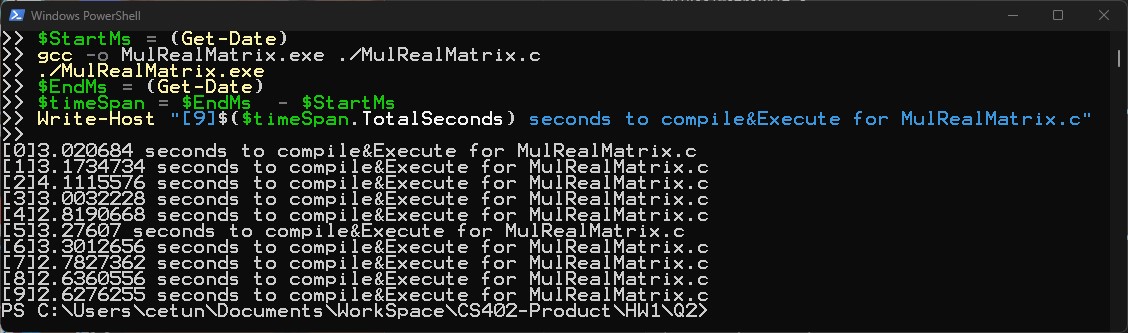 Windows PowerShell
>> $StartMs = (Get-Date)
>> gcc -o MulRealMatrix.exe ./MulRealMatrix.c
>> ./MulRealMatrix.exe
>> $EndMs = (Get-Date)
>> $timeSpan = $EndMs  - $StartMs
>> Write-Host "[9]$($timeSpan.TotalSeconds) seconds to compile&Execute for MulRealMatrix.c"
>>
[0]3.020684 seconds to compile&Execute for MulRealMatrix.c
[1]3.1734734 seconds to compile&Execute for MulRealMatrix.c
[2]4.1115576 seconds to compile&Execute for MulRealMatrix.c
[3]3.0032228 seconds to compile&Execute for MulRealMatrix.c
[4]2.8190668 seconds to compile&Execute for MulRealMatrix.c
[5]3.27607 seconds to compile&Execute for MulRealMatrix.c
[6]3.3012656 seconds to compile&Execute for MulRealMatrix.c
[7]2.7827362 seconds to compile&Execute for MulRealMatrix.c
[8]2.6360556 seconds to compile&Execute for MulRealMatrix.c
[9]2.6276255 seconds to compile&Execute for MulRealMatrix.c
PS C:\Users\cetun\Documents\WorkSpace\CS402-Product\HW1\Q2>